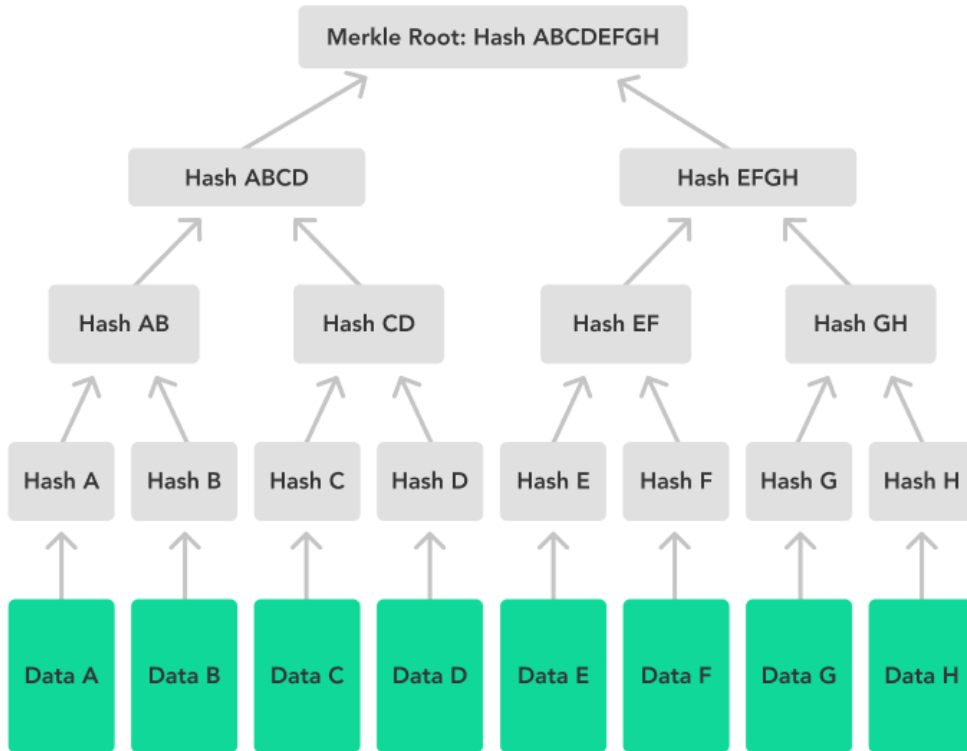 Merkle Root: Hash ABCDEFGH
Hash ABCD
Hash EFGH
Hash AB
Hash CD
Hash EF
Hash GH
Hash A
Hash B
Hash C
Hash D
Hash E
Hash F
Hash G
Hash H
Data A
Data B
Data C
Data D
Data E
Data F
Data G
Data H